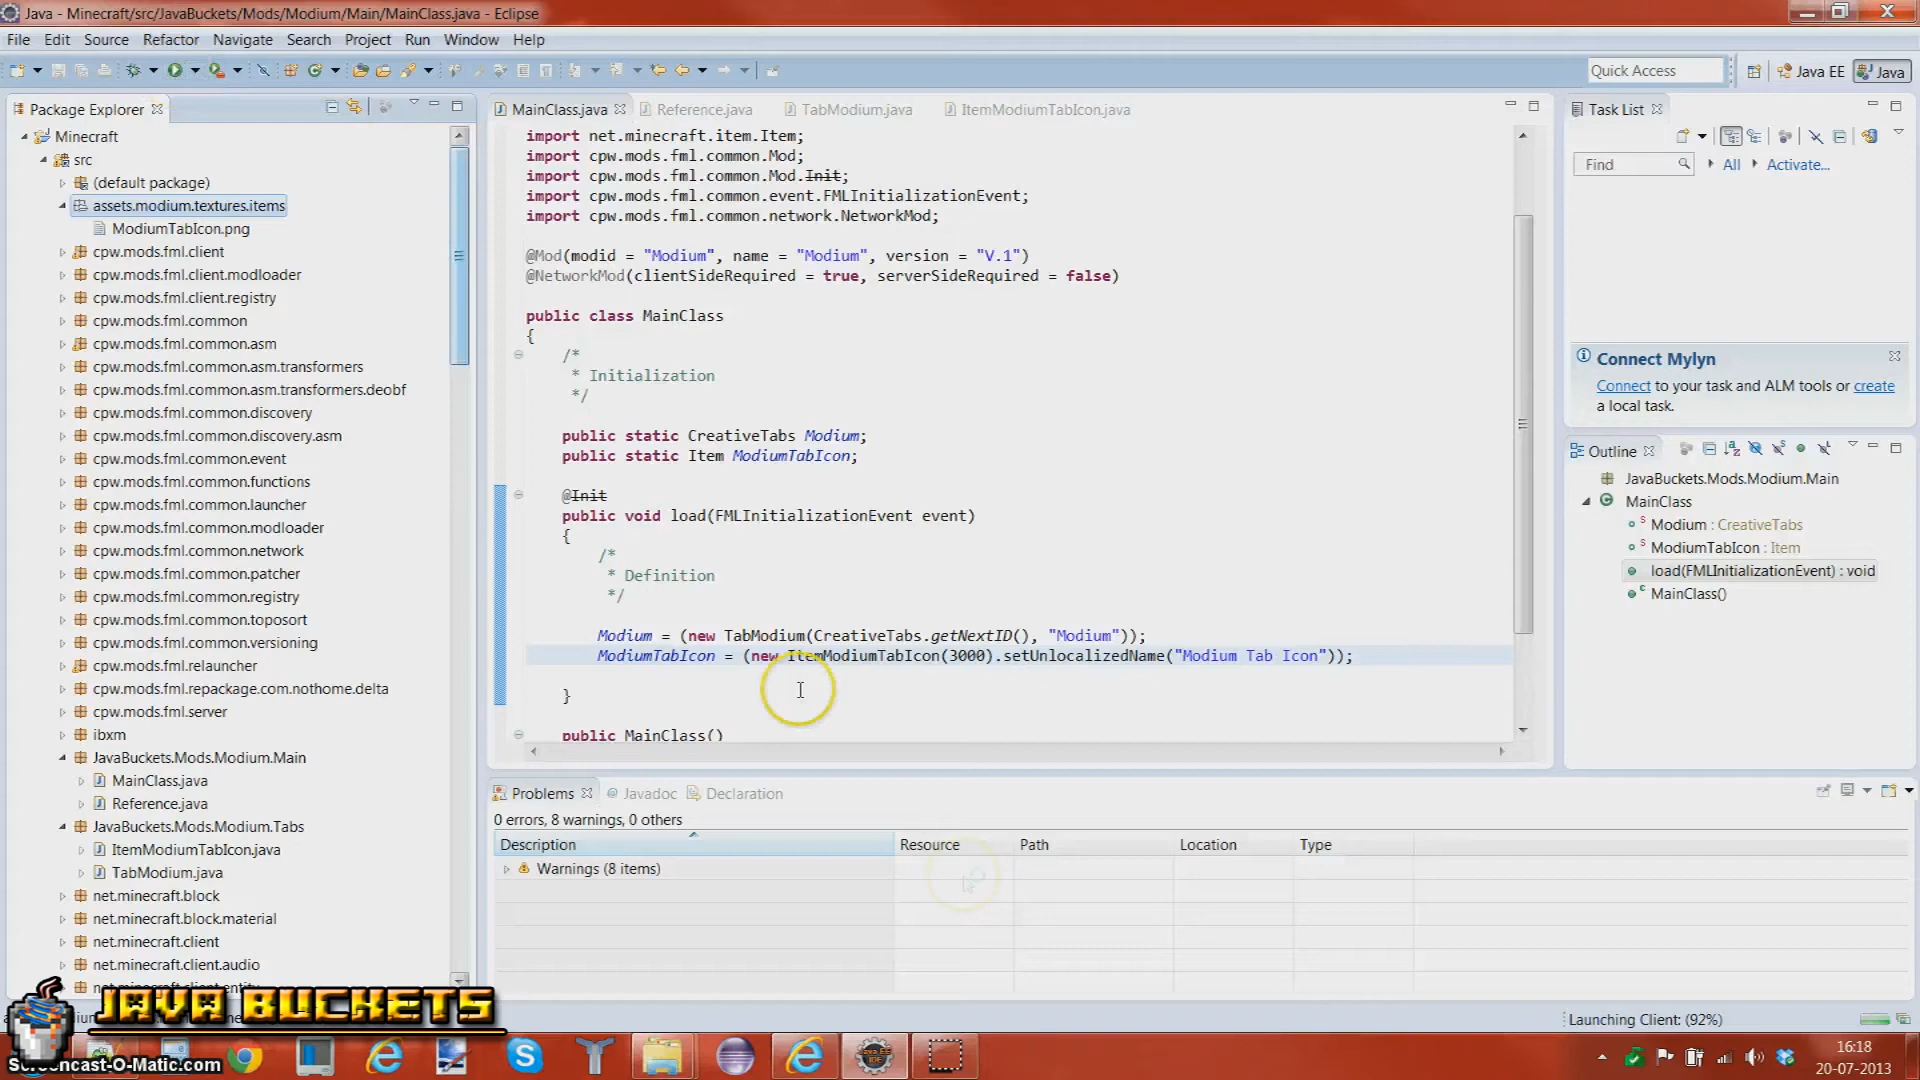 Java - Minecraft/src/JavaBuckets/Mods/Modium/Main/MainClass.java - Eclipse
File Edit Source Refactor Navigate Search Project Run Window Help
Quick Access
Java EE
Java
Package Explorer
Minecraft
src
(default package)
assets.modium.textures.items
ModiumTabIcon.png
cpw.mods.fml.client
cpw.mods.fml.client.modloader
cpw.mods.fml.client.registry
cpw.mods.fml.common
cpw.mods.fml.common.asm
cpw.mods.fml.common.asm.transformers
cpw.mods.fml.common.asm.transformers.deobf
cpw.mods.fml.common.discovery
cpw.mods.fml.common.discovery.asm
cpw.mods.fml.common.event
cpw.mods.fml.common.functions
cpw.mods.fml.common.launcher
cpw.mods.fml.common.modloader
cpw.mods.fml.common.network
cpw.mods.fml.common.patcher
cpw.mods.fml.common.registry
cpw.mods.fml.common.toposort
cpw.mods.fml.common.versioning
cpw.mods.fml.relauncher
cpw.mods.fml.repackage.com.nothome.delta
cpw.mods.fml.server
ibxm
JavaBuckets.Mods.Modium.Main
MainClass.java
Reference.java
JavaBuckets.Mods.Modium.Tabs
ItemModiumTabIcon.java
TabModium.java
net.minecraft.block
net.minecraft.block.material
net.minecraft.client
net.minecraft.client.audio
net.minecraft.client.entity
MainClass.java Reference.java TabModium.java ItemModiumTabIcon.java
import net.minecraft.item.Item;
import cpw.mods.fml.common.Mod;
import cpw.mods.fml.common.Mod.Init;
import cpw.mods.fml.common.event.FMLInitializationEvent;
import cpw.mods.fml.common.network.NetworkMod;
@Mod(modid = "Modium", name = "Modium", version = "V.1")
@NetworkMod(clientSideRequired = true, serverSideRequired = false)
public class MainClass
{
/*
* Initialization
*/
public static CreativeTabs Modium;
public static Item ModiumTabIcon;
@Init
public void load(FMLInitializationEvent event)
{
/*
* Definition
*/
Modium = (new TabModium(CreativeTabs.getNextID(), "Modium"));
ModiumTabIcon = (new ItemModiumTabIcon(3000).setUnlocalizedName("Modium Tab Icon"));
}
public MainClass()
Problems Javadoc Declaration
0 errors, 8 warnings, 0 others
Description Resource Path Location Type
Warnings (8 items)
Task List
Find
All
Activate...
Connect Mylyn
Connect to your task and ALM tools or create
a local task.
Outline
JavaBuckets.Mods.Modium.Main
MainClass
Modium : CreativeTabs
ModiumTabIcon : Item
load(FMLInitializationEvent) : void
MainClass()
Launching Client: (92%)
JAVA BUCKETS
Screencast-O-Matic.com
16:18
20-07-2013